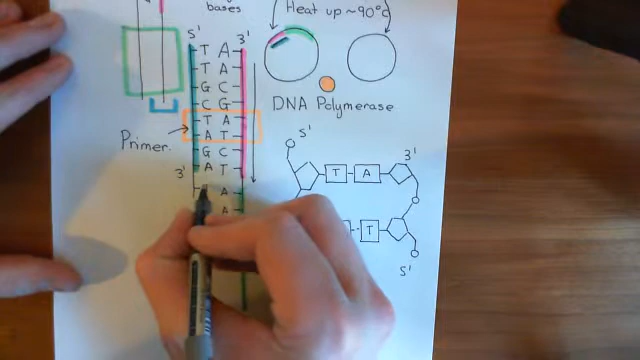 bases
Heat up ~90°C
5' 3'
T A
T A
G C
C G
T A
A T
G C
A T
3'
A
A
Primer.
DNA Polymerase
5'
3'
T A
T
5'